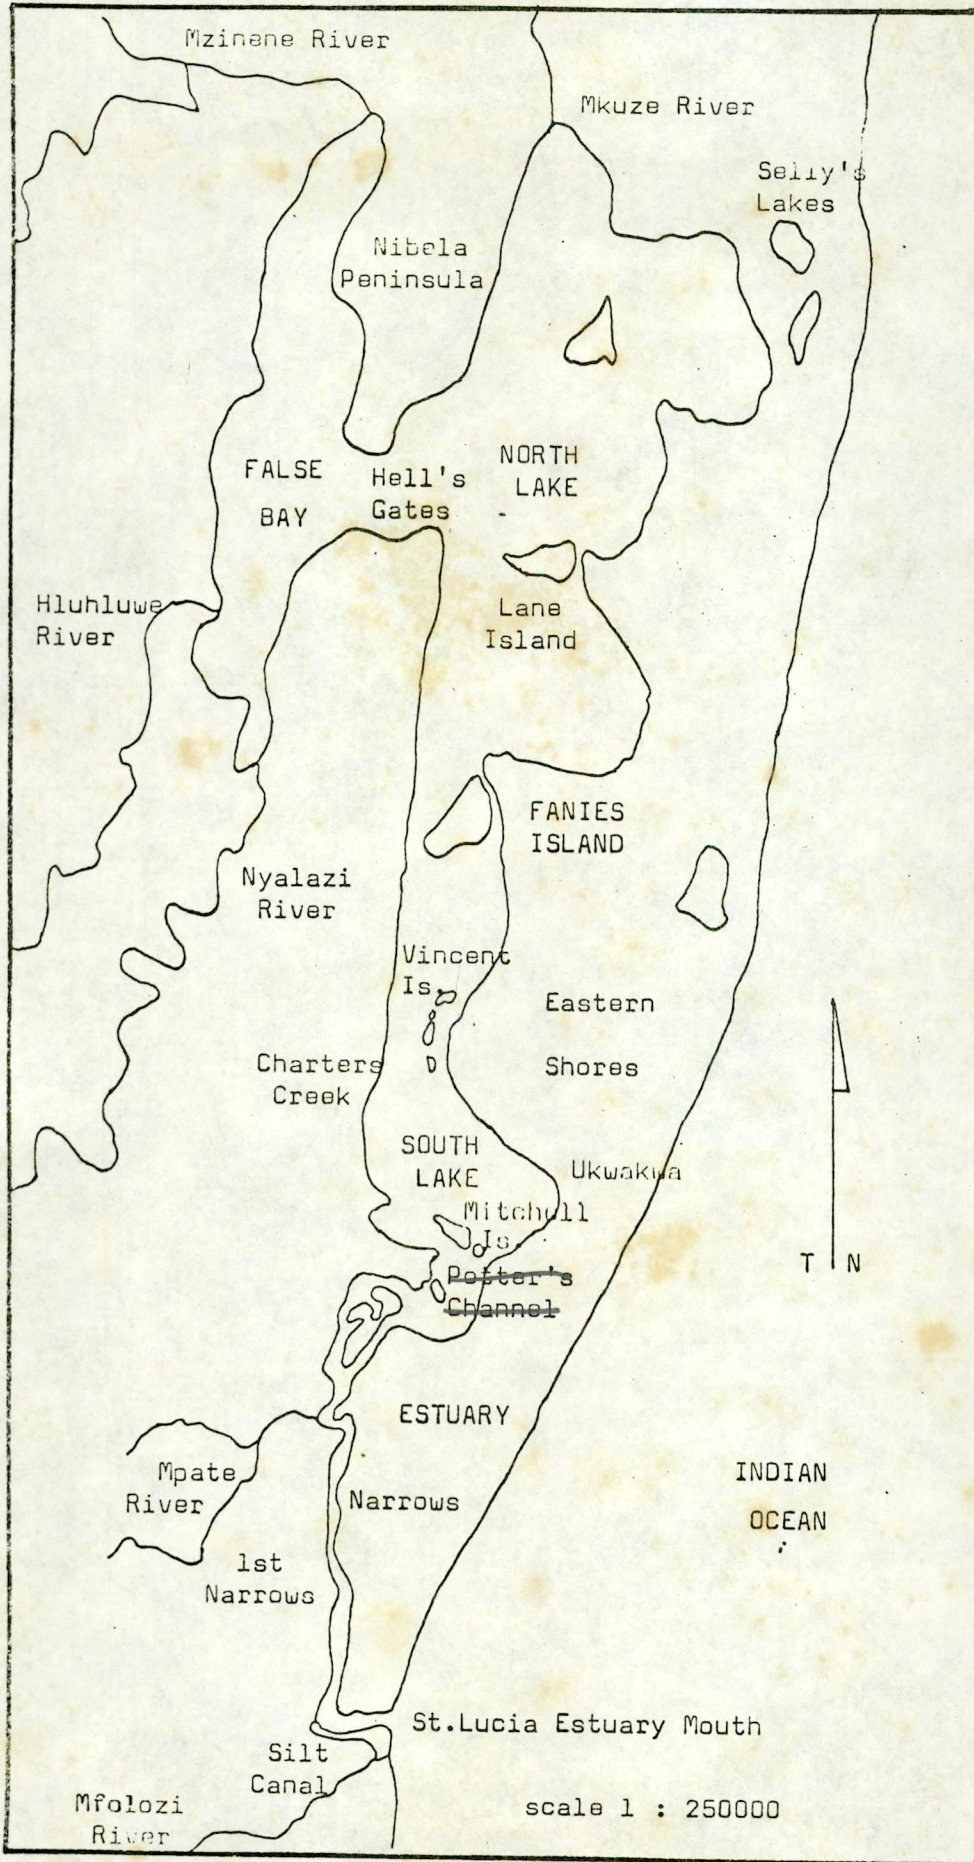 Mzinene River
Mkuze River
Selly's
Lakes
Nibela
Peninsula
NORTH
LAKE
FALSE
BAY
Hell's
Gates
Hluhluwe
River
Lane
Island
FANIES
ISLAND
Nyalazi
River
Vincent
Is.
Eastern
Shores
Charters
Creek
SOUTH
LAKE
Ukwakwa
Mitchell
Is.
T N
Potter's
Channel
ESTUARY
Mpate
River
Narrows
INDIAN
OCEAN
1st
Narrows
St.Lucia Estuary Mouth
Silt
Canal
Mfolozi
River
scale 1 : 250000